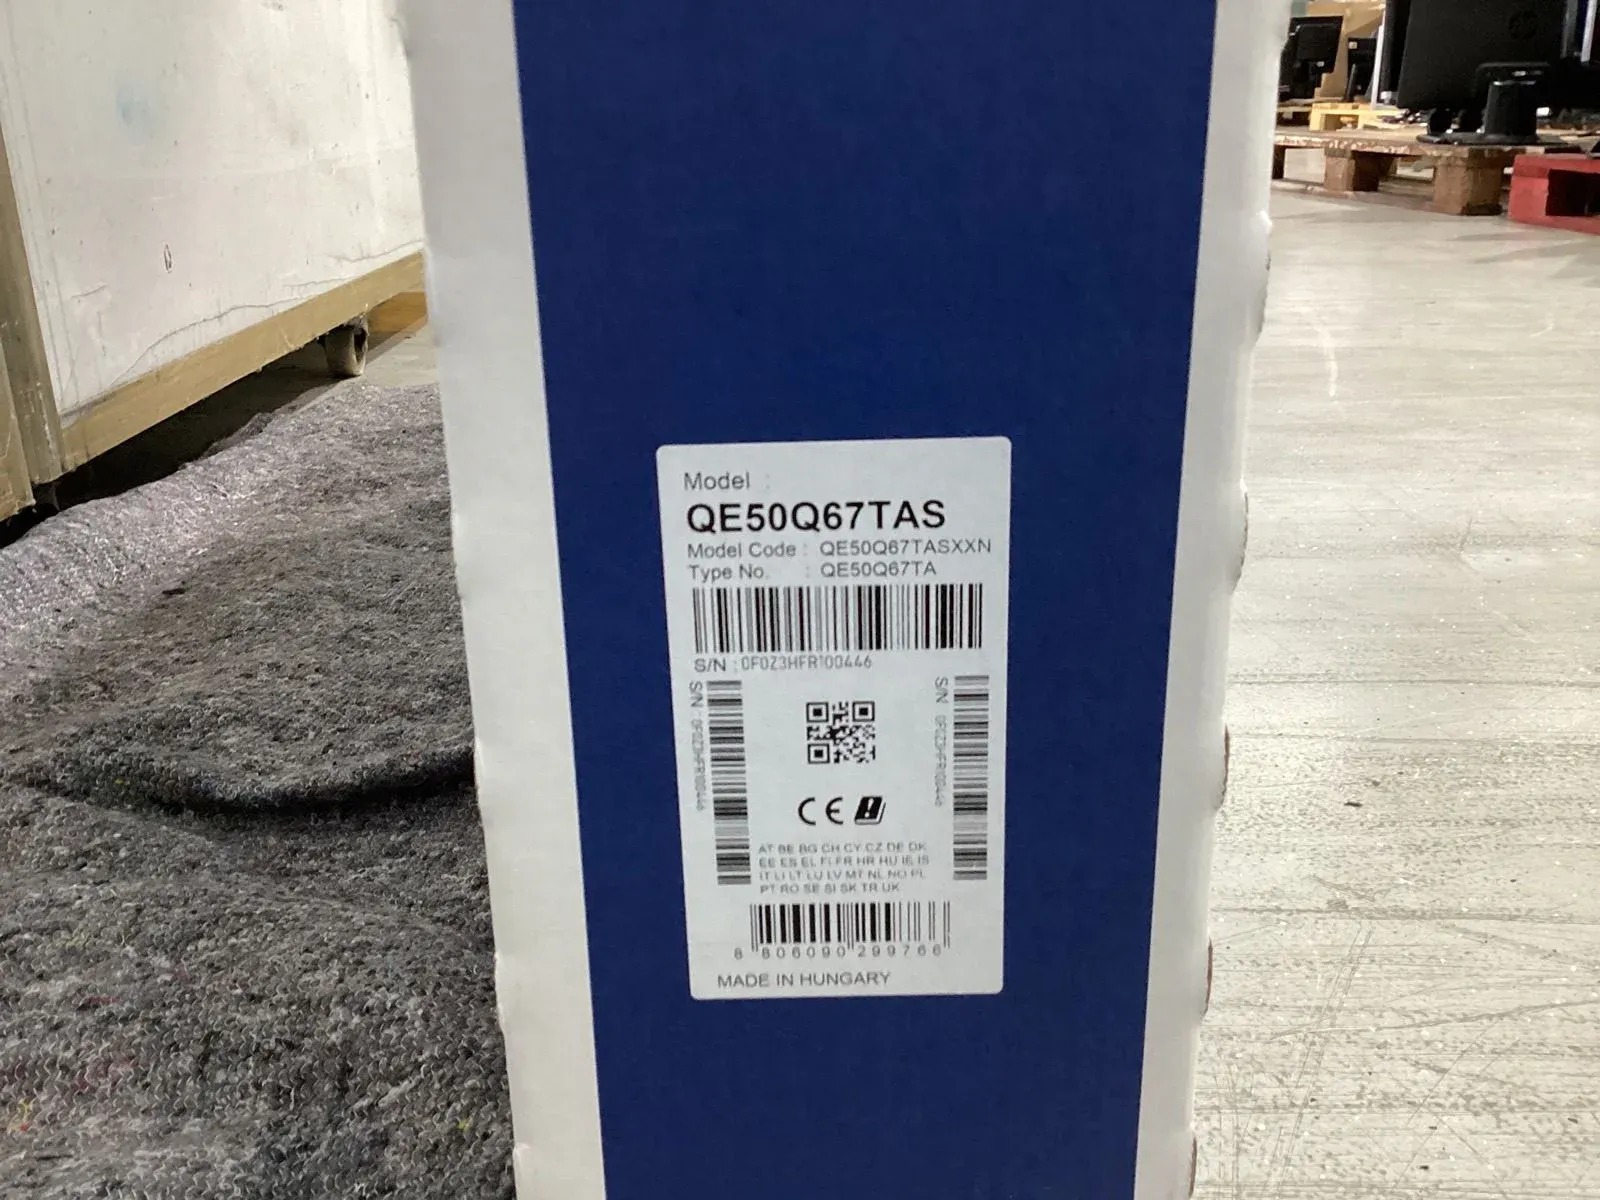 Model :
QE50Q67TAS
Model Code : QE50Q67TASXXN
Type No. : QE50Q67TA
S/N : 0F0Z3HFR100446
S/N : 0F0Z3HFR100446
S/N : 0F0Z3HFR100446
CE
AT BE BG CH CY CZ DE DK
EE ES EL FI FR HR HU IE IS
IT LI LT LU LV MT NL NO PL
PT RO SE SI SK TR UK
8 806090 299766
MADE IN HUNGARY